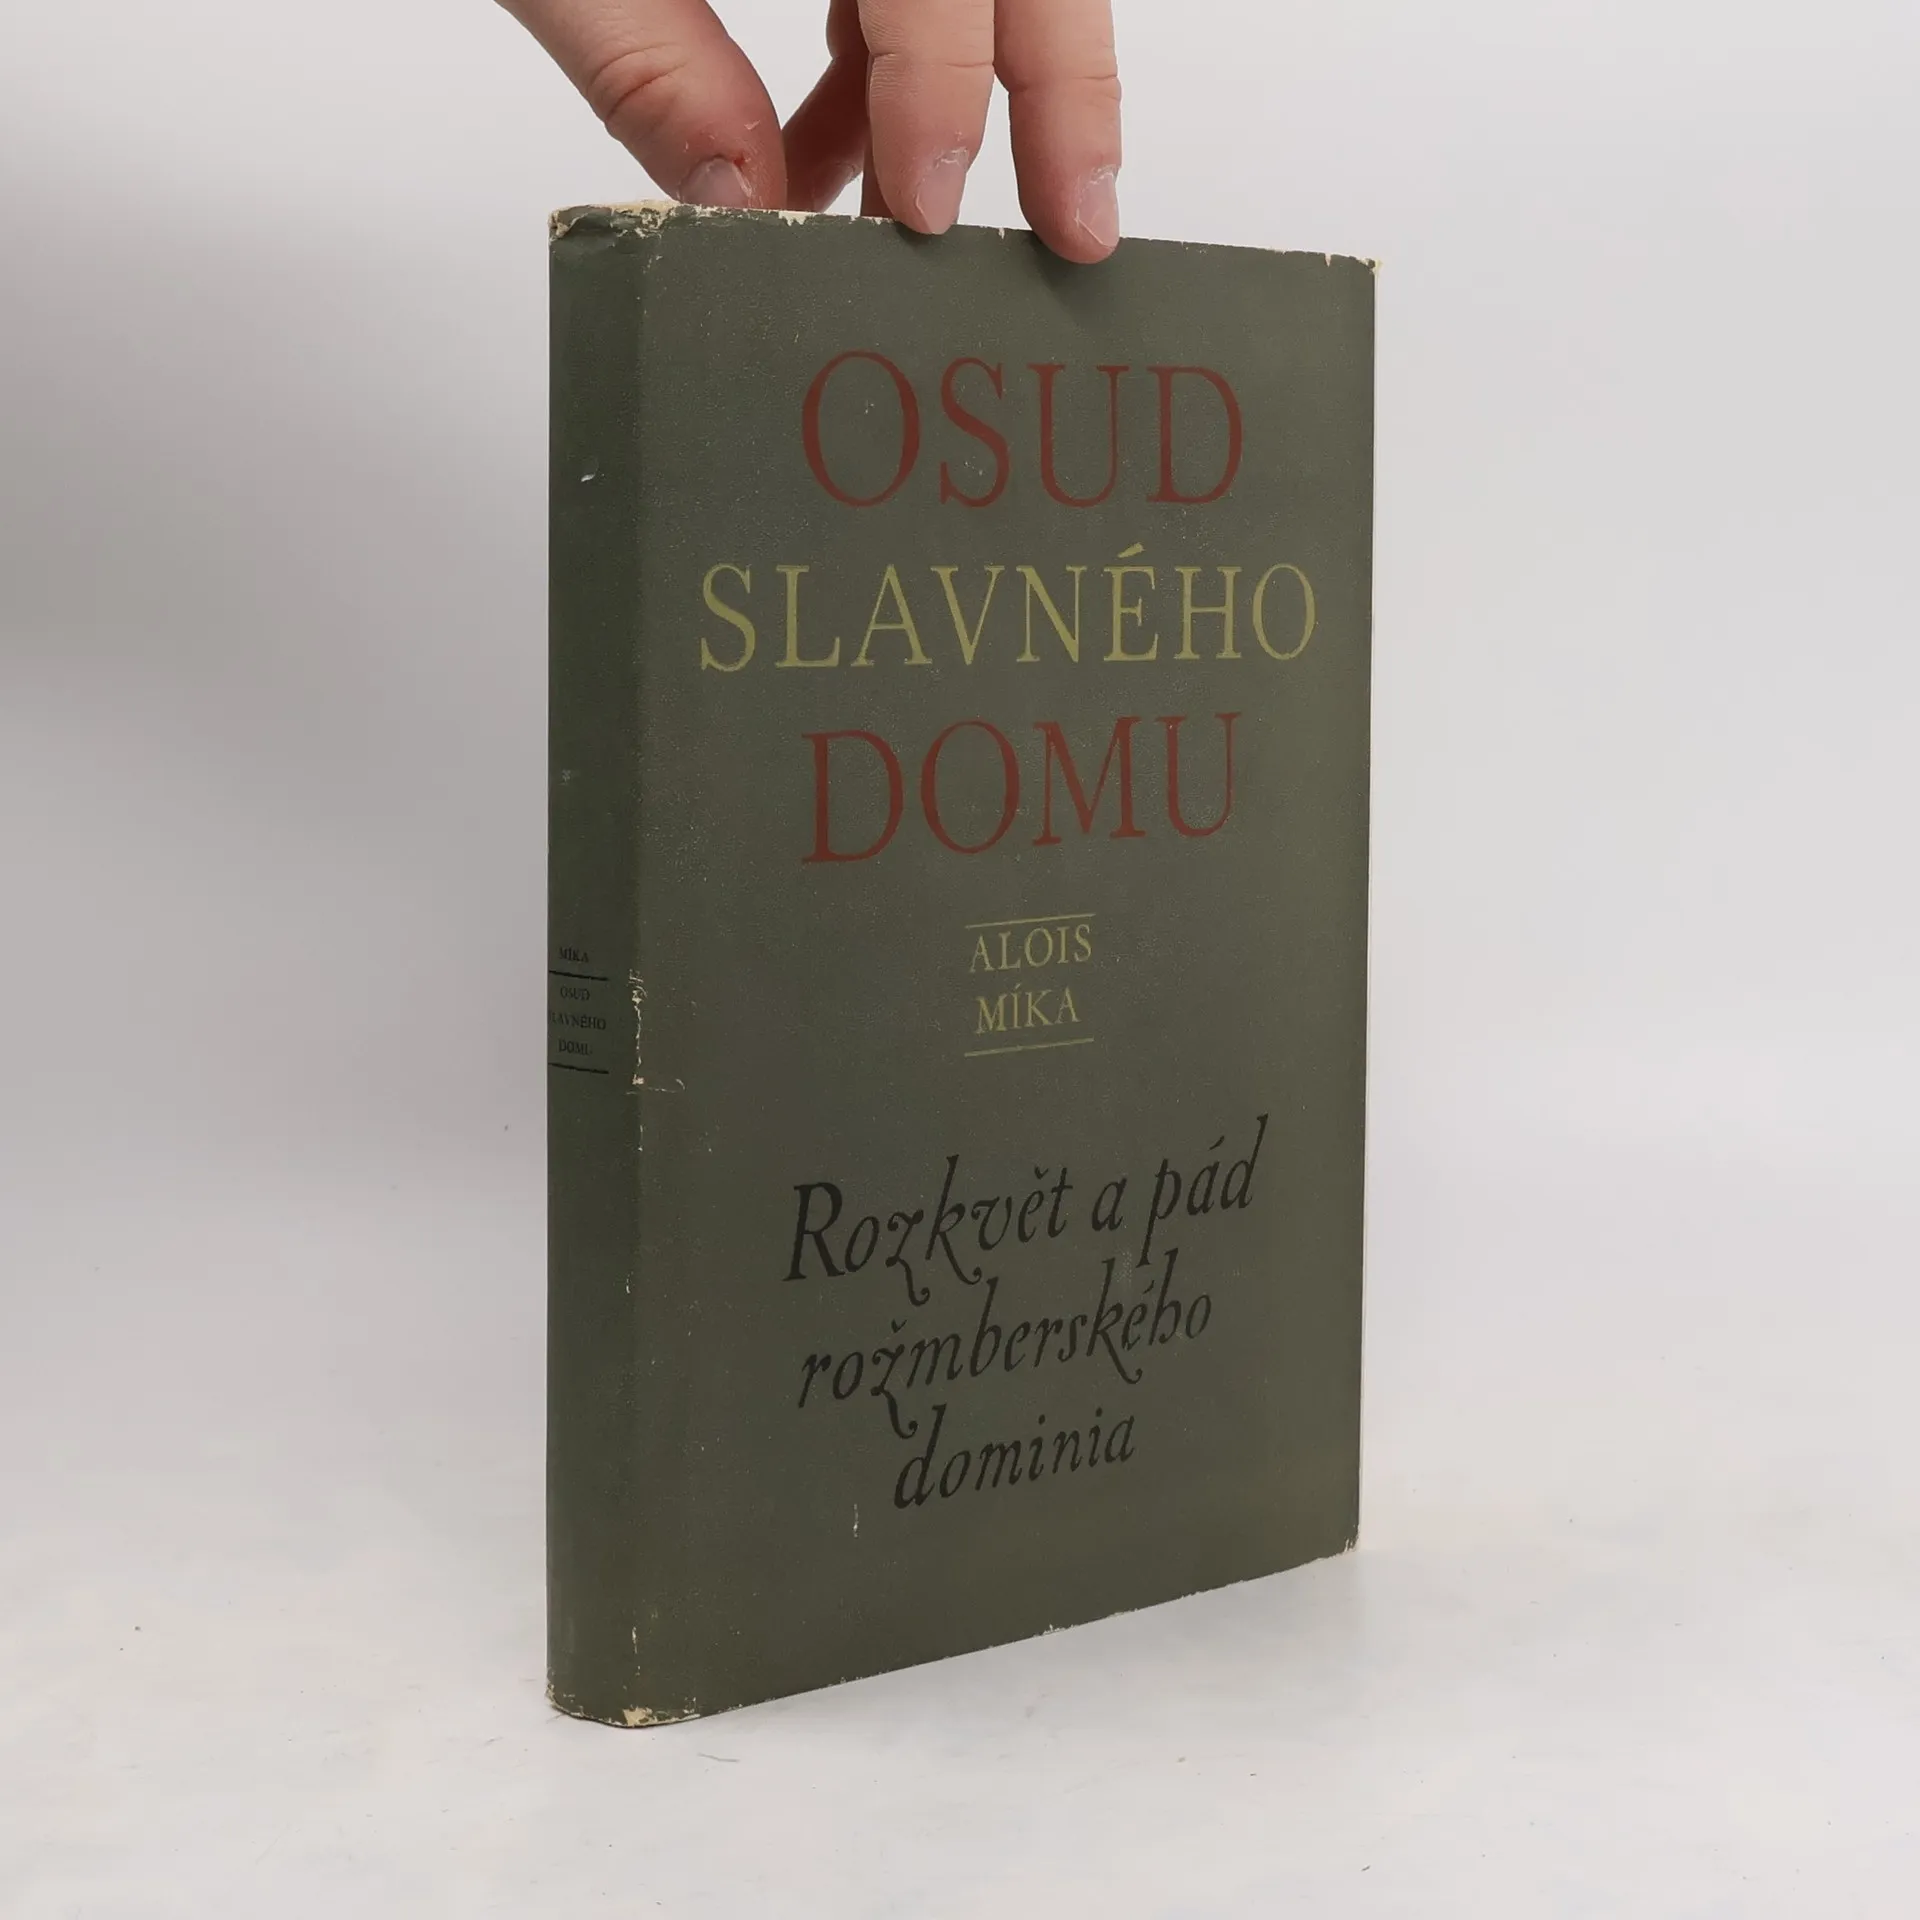 OSUD
SLAVNÉHO
DOMU
ALOIS
MÍKA
Rozkvět a pád
rožmberského
dominia
MÍKA
OSUD
SLAVNÉHO
DOMU